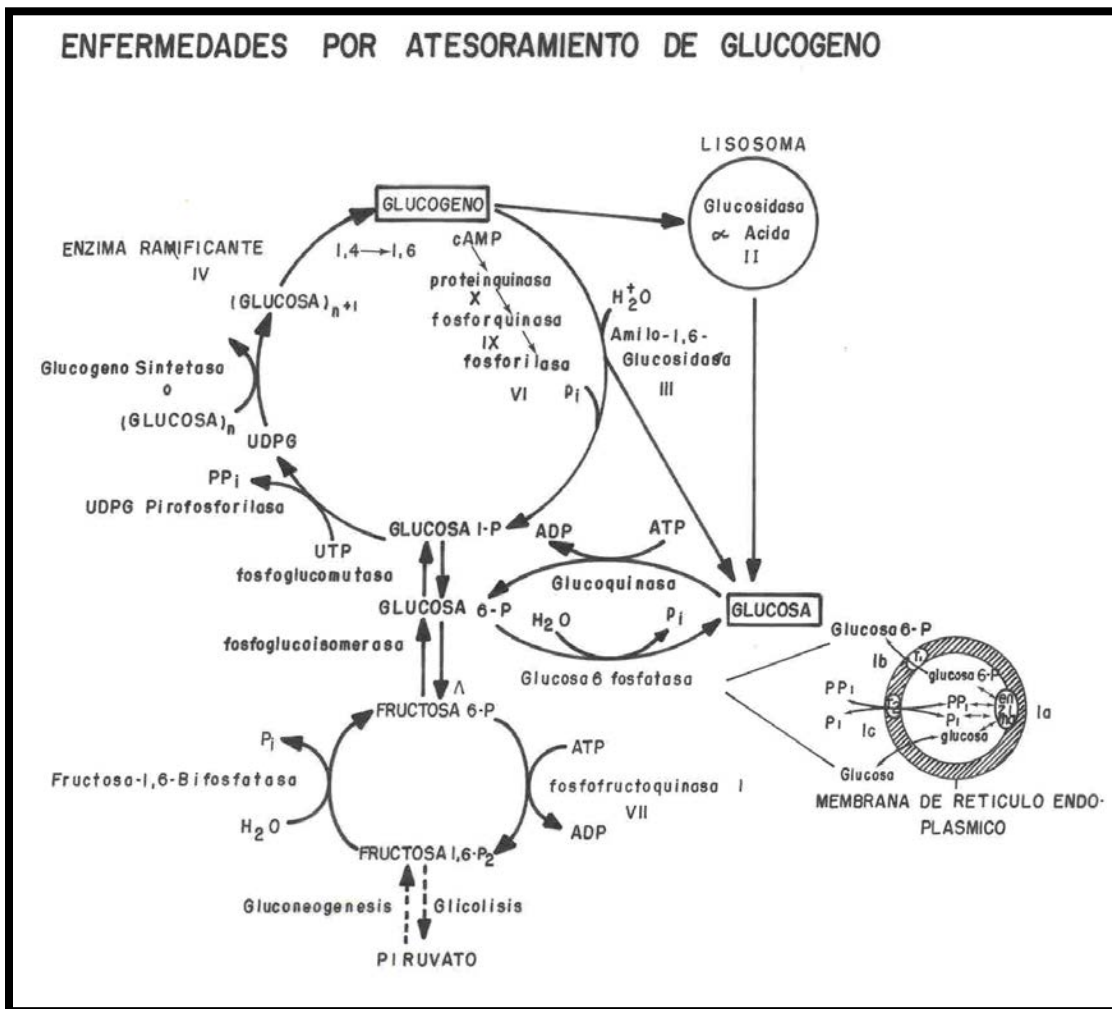 ENFERMEDADES POR ATESORAMIENTO DE GLUCOGENO
LISOSOMA
Glucosidasa
∝ Acida
II
GLUCOGENO
ENZIMA RAMIFICANTE
IV
1,4→1,6
cAMP
proteinquinasa
X
fosforquinasa
IX
fosforilasa
VI
Pi
H2O
Amilo-1,6-
Glucosidasa
III
(GLUCOSA)n+1
Glucogeno Sintetasa
O
(GLUCOSA)n
UDPG
PPi
UDPG Pirofosforilasa
UTP
GLUCOSA 1-P
fosfoglucomutasa
ADP
ATP
Glucoquinasa
GLUCOSA 6-P
H2O
Pi
GLUCOSA
Glucosa 6 fosfatasa
fosfoglucoisomerasa
FRUCTOSA 6-P
Pi
Fructosa-1,6-Bifosfatasa
H2O
ATP
fosfofructoquinasa I
VII
ADP
FRUCTOSA 1,6-P2
Gluconeogenesis
Glicolisis
PIRUVATO
Glucosa 6-P
Ib
T1
glucosa 6-P
PPi
PPi
Pi
Pi
Ic
en
zi
ma
Ia
glucosa
Glucosa
MEMBRANA DE RETICULO ENDO-
PLASMICO